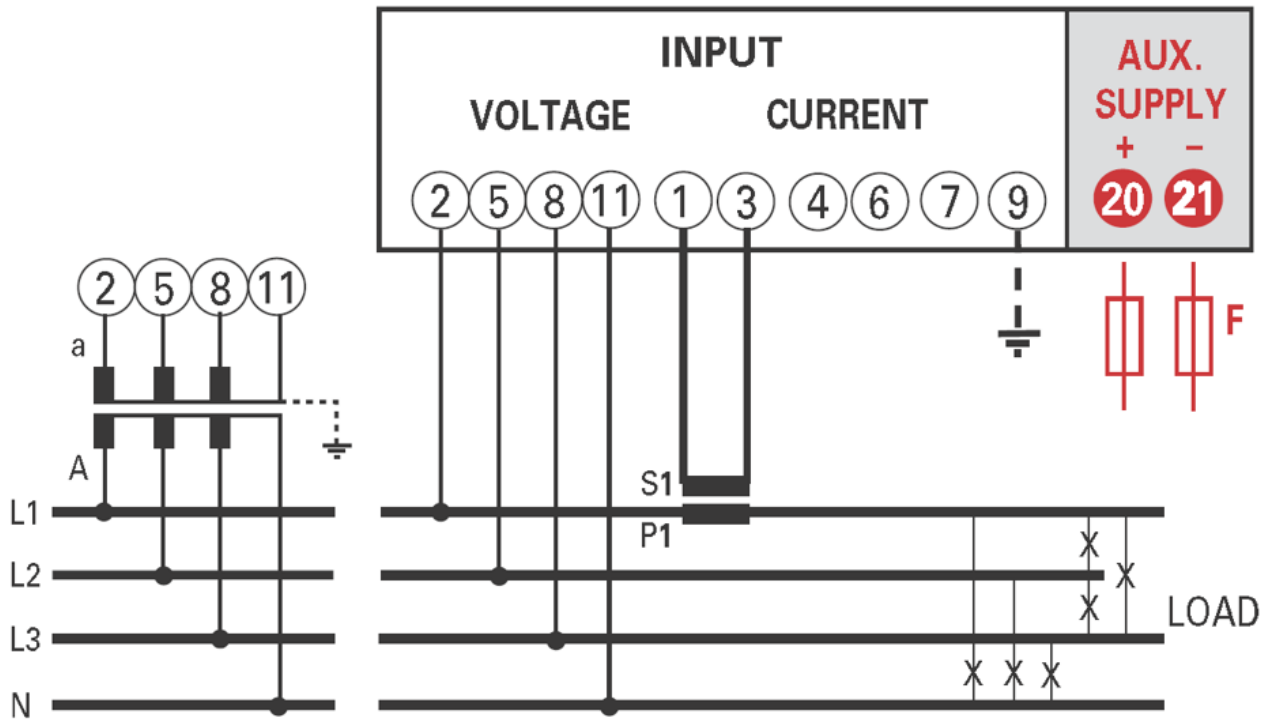 INPUT
AUX.
SUPPLY
VOLTAGE
CURRENT
+ −
2 5 8 11 1 3 4 6 7 9
20 21
2 5 8 11
F
a
A
S1
P1
L1
L2
L3
N
X
X
X
X X X
LOAD